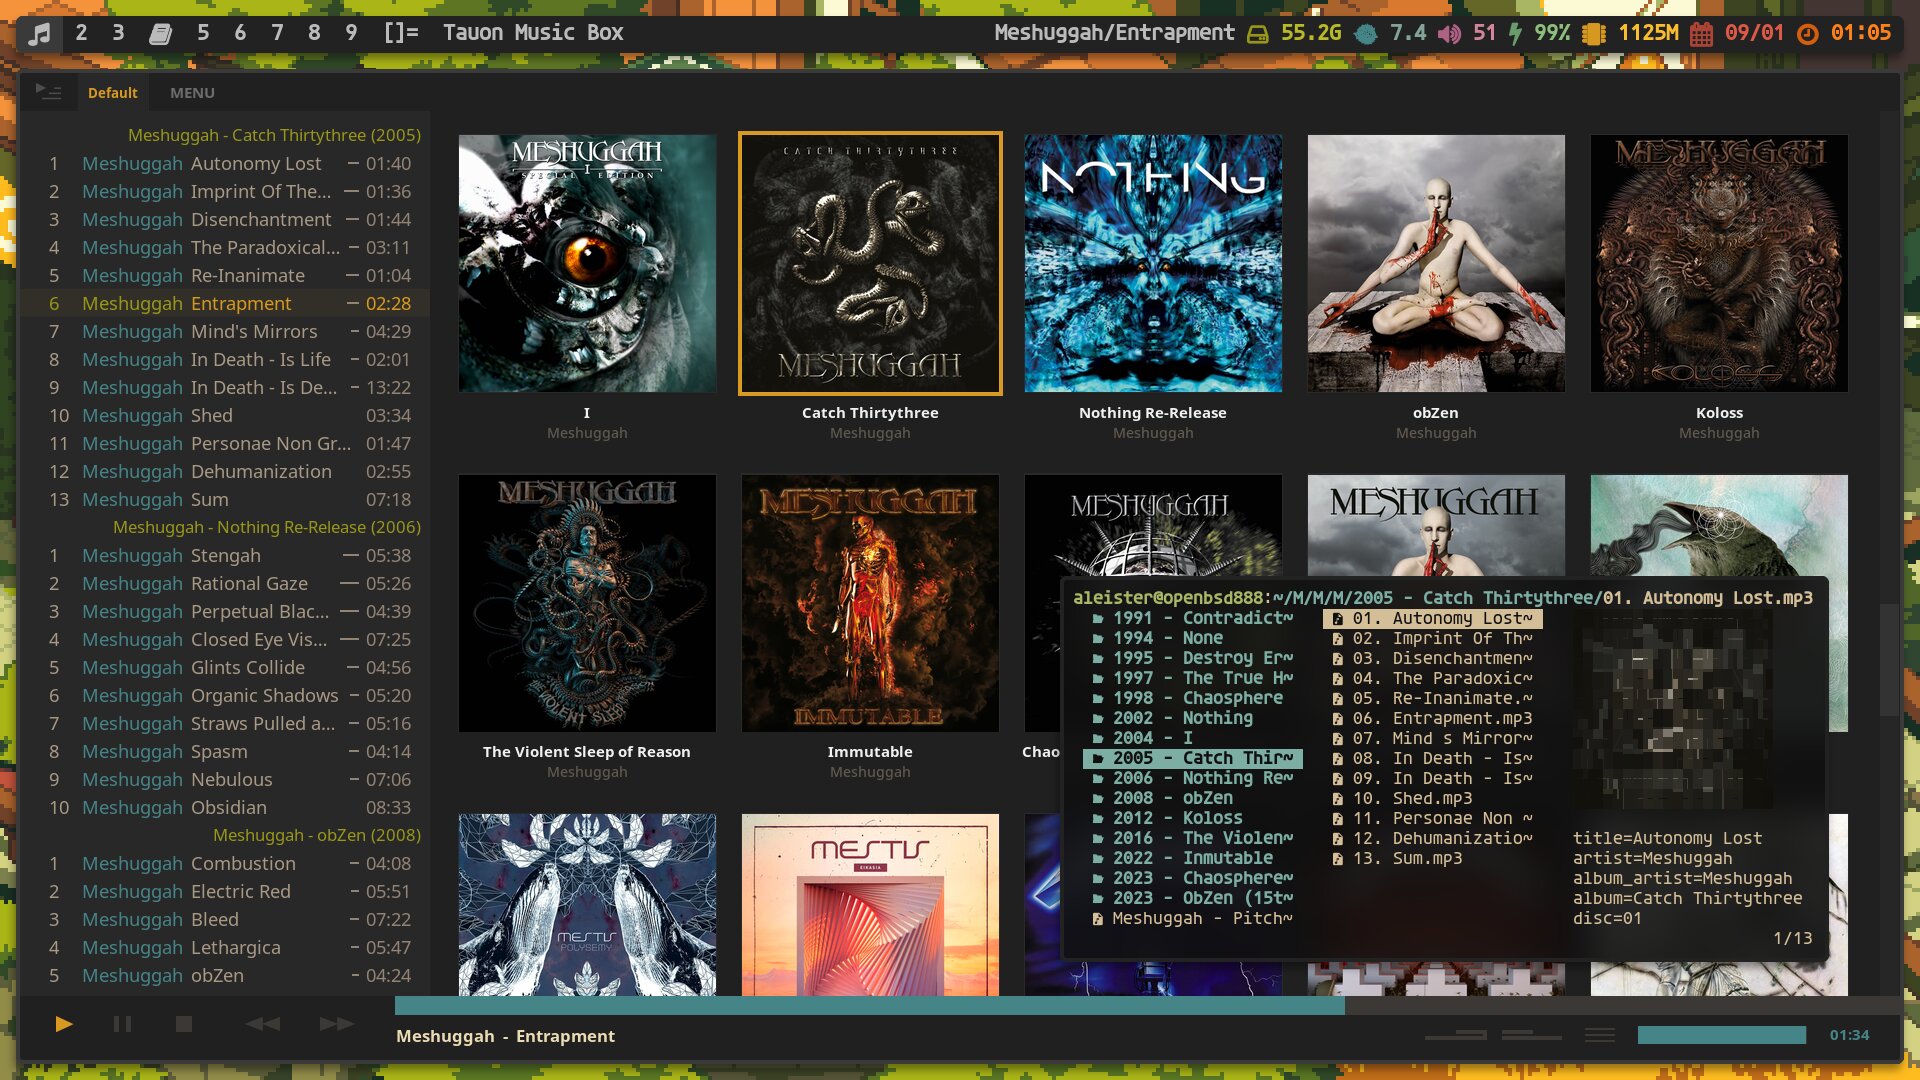 2 3 5 6 7 8 9 []= Tauon Music Box Meshuggah/Entrapment 55.2G 7.4 51 99% 1125M 09/01 01:05
Default MENU
Meshuggah - Catch Thirtythree (2005)
1 Meshuggah Autonomy Lost 01:40
2 Meshuggah Imprint Of The... 01:36
3 Meshuggah Disenchantment 01:44
4 Meshuggah The Paradoxical... 03:11
5 Meshuggah Re-Inanimate 01:04
6 Meshuggah Entrapment 02:28
7 Meshuggah Mind's Mirrors 04:29
8 Meshuggah In Death - Is Life 02:01
9 Meshuggah In Death - Is De... 13:22
10 Meshuggah Shed 03:34
11 Meshuggah Personae Non Gr... 01:47
12 Meshuggah Dehumanization 02:55
13 Meshuggah Sum 07:18
Meshuggah - Nothing Re-Release (2006)
1 Meshuggah Stengah 05:38
2 Meshuggah Rational Gaze 05:26
3 Meshuggah Perpetual Blac... 04:39
4 Meshuggah Closed Eye Vis... 07:25
5 Meshuggah Glints Collide 04:56
6 Meshuggah Organic Shadows 05:20
7 Meshuggah Straws Pulled a... 05:16
8 Meshuggah Spasm 04:14
9 Meshuggah Nebulous 07:06
10 Meshuggah Obsidian 08:33
Meshuggah - obZen (2008)
1 Meshuggah Combustion 04:08
2 Meshuggah Electric Red 05:51
3 Meshuggah Bleed 07:22
4 Meshuggah Lethargica 05:47
5 Meshuggah obZen 04:24
MESHUGGAH
I
SPECIAL EDITION
CATCH THIRTYTHREE
MESHUGGAH
NOTHING
MESHUGGAH
KOLOSS
I
Meshuggah
Catch Thirtythree
Meshuggah
Nothing Re-Release
Meshuggah
obZen
Meshuggah
Koloss
Meshuggah
MESHUGGAH
VIOLENT SLEEP
MESHUGGAH
IMMUTABLE
MESHUGGAH
MESHUGGAH
The Violent Sleep of Reason
Meshuggah
Immutable
Meshuggah
Chao
MESTIS
POLYSEMY
MESTIS
EIKASIA
aleister@openbsd888:~/M/M/M/2005 - Catch Thirtythree/01. Autonomy Lost.mp3
1991 - Contradict~
1994 - None
1995 - Destroy Er~
1997 - The True H~
1998 - Chaosphere
2002 - Nothing
2004 - I
2005 - Catch Thir~
2006 - Nothing Re~
2008 - obZen
2012 - Koloss
2016 - The Violen~
2022 - Inmutable
2023 - Chaosphere~
2023 - ObZen (15t~
Meshuggah - Pitch~
01. Autonomy Lost~
02. Imprint Of Th~
03. Disenchantmen~
04. The Paradoxic~
05. Re-Inanimate.~
06. Entrapment.mp3
07. Mind s Mirror~
08. In Death - Is~
09. In Death - Is~
10. Shed.mp3
11. Personae Non ~
12. Dehumanizatio~
13. Sum.mp3
title=Autonomy Lost
artist=Meshuggah
album_artist=Meshuggah
album=Catch Thirtythree
disc=01
1/13
Meshuggah - Entrapment
01:34